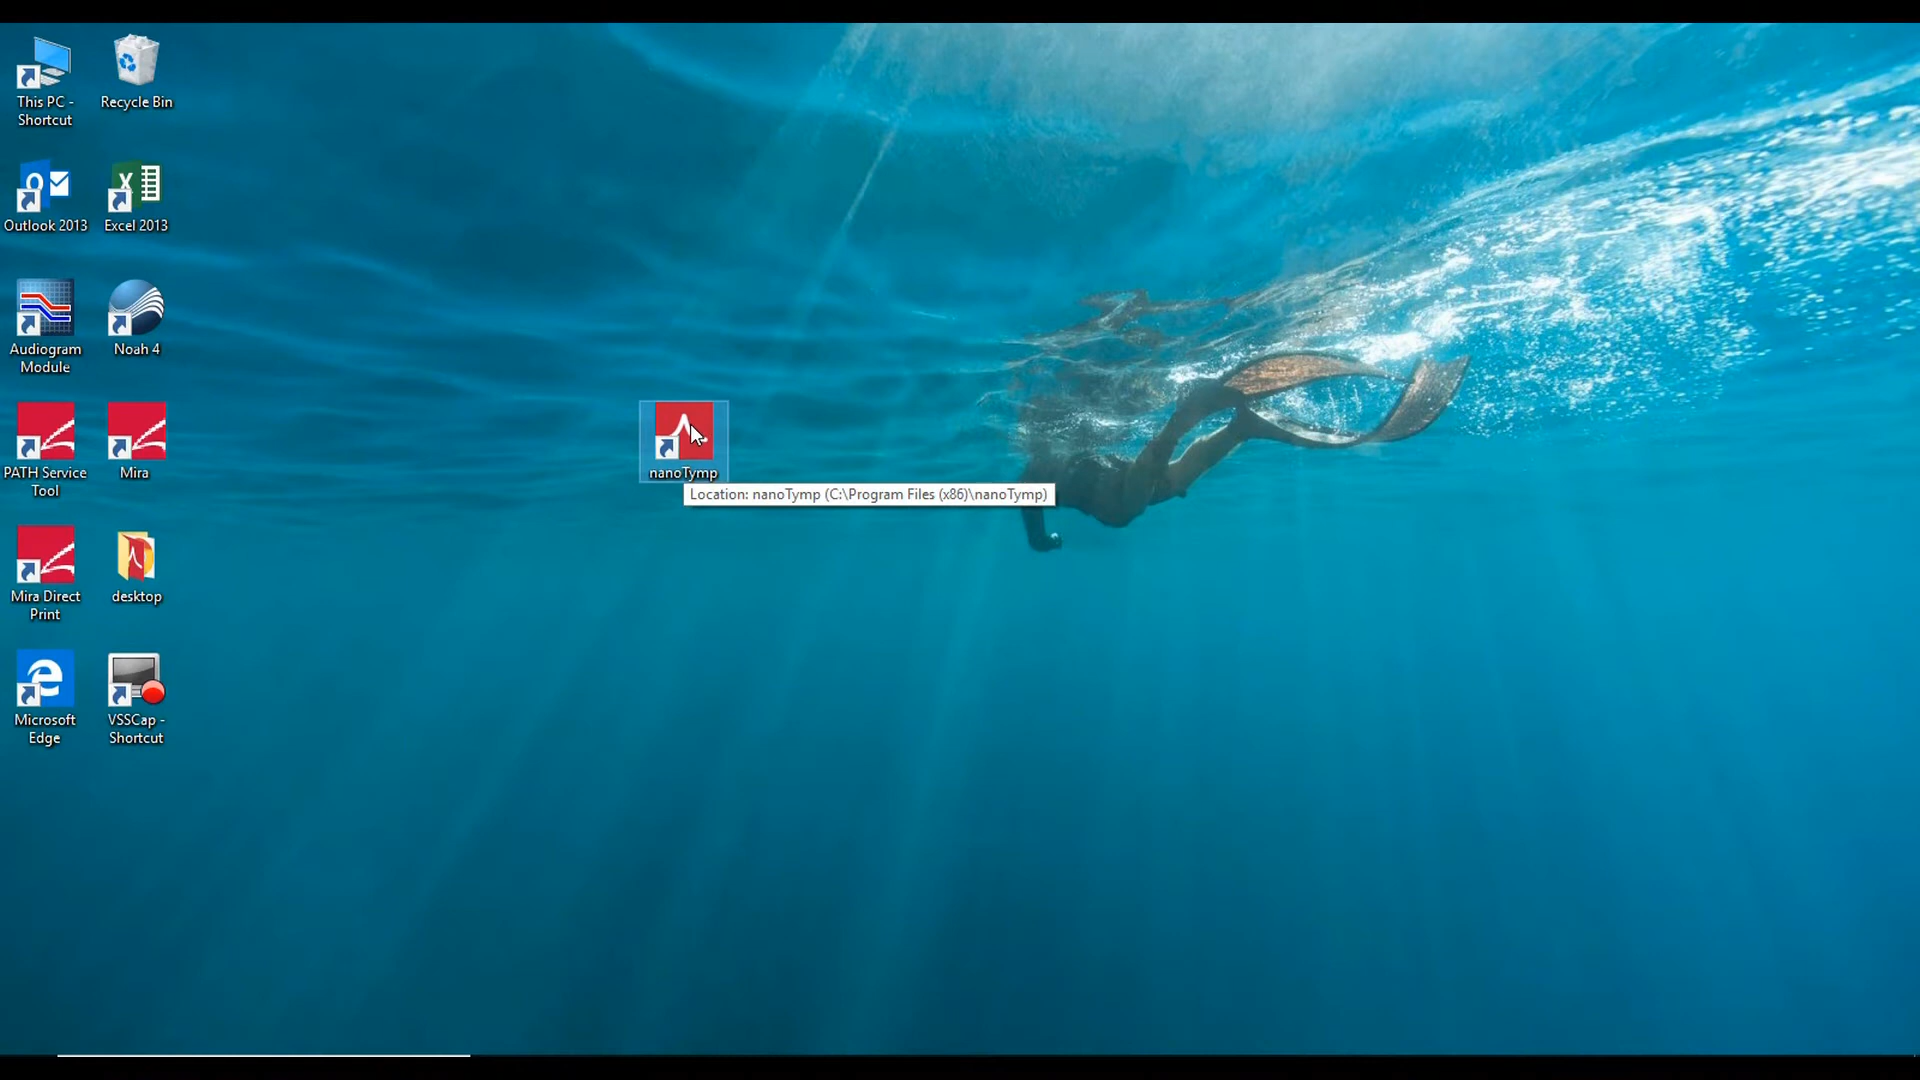 This PC -
Shortcut
Recycle Bin
Outlook 2013
Excel 2013
Audiogram
Module
Noah 4
PATH Service
Tool
Mira
nanoTymp
Location: nanoTymp (C:\Program Files (x86)\nanoTymp)
Mira Direct
Print
desktop
Microsoft
Edge
VSSCap -
Shortcut